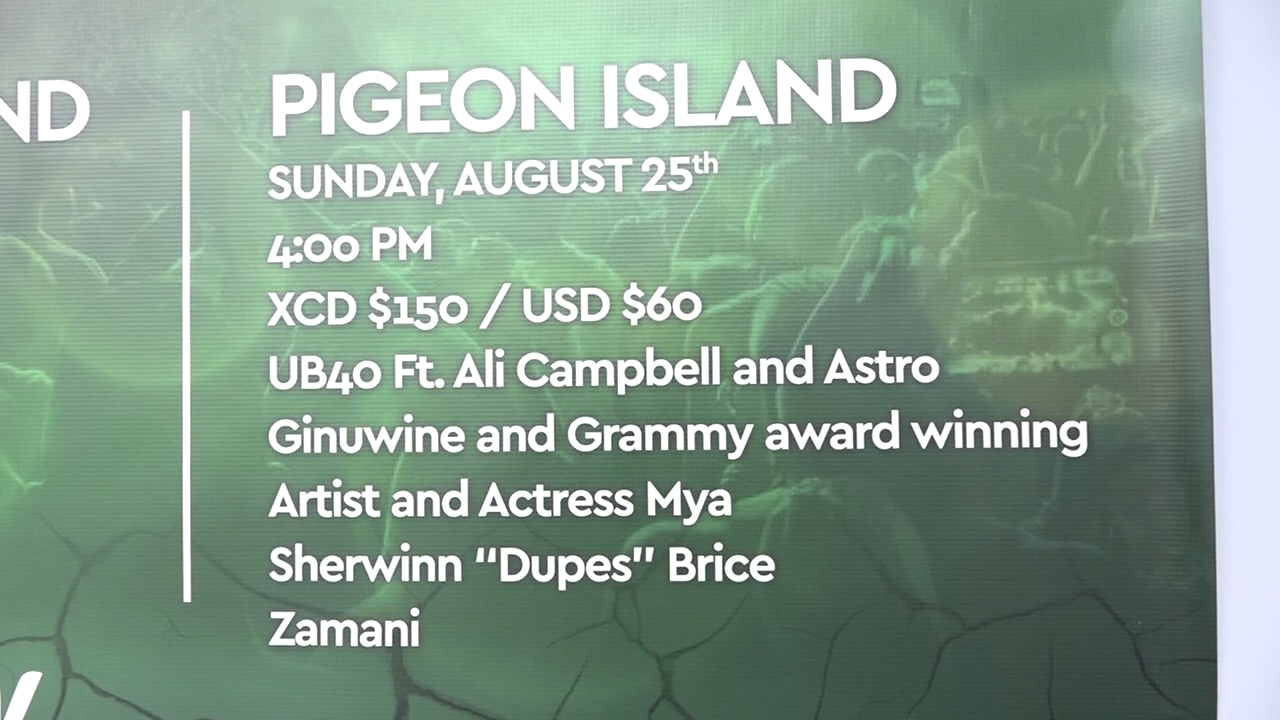 ND
PIGEON ISLAND
SUNDAY, AUGUST 25th
4:00 PM
XCD $150 / USD $60
UB40 Ft. Ali Campbell and Astro
Ginuwine and Grammy award winning
Artist and Actress Mya
Sherwinn “Dupes” Brice
Zamani